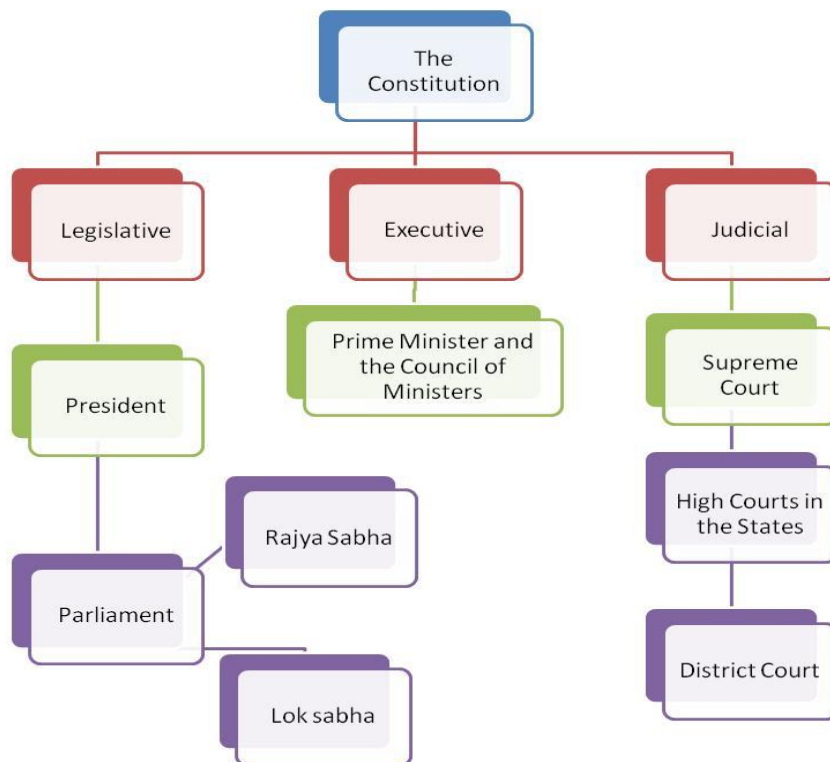 The
Constitution
Legislative
Executive
Judicial
President
Prime Minister and
the Council of
Ministers
Supreme
Court
Parliament
Rajya Sabha
Lok sabha
High Courts in
the States
District Court